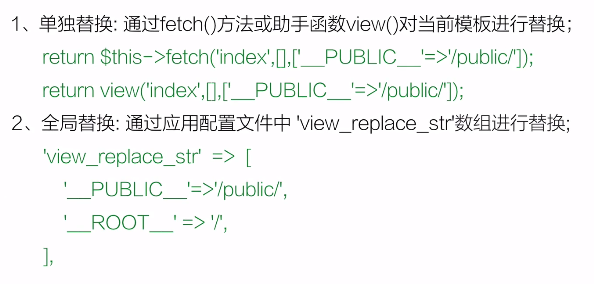 1、单独替换: 通过fetch()方法或助手函数view()对当前模板进行替换；
return $this->fetch('index',[],['__PUBLIC__'=>'/public/']);
return view('index',[],['__PUBLIC__'=>'/public/']);
2、全局替换: 通过应用配置文件中 'view_replace_str'数组进行替换;
'view_replace_str' => [
'__PUBLIC__'=>'/public/',
'__ROOT__' => '/',
],